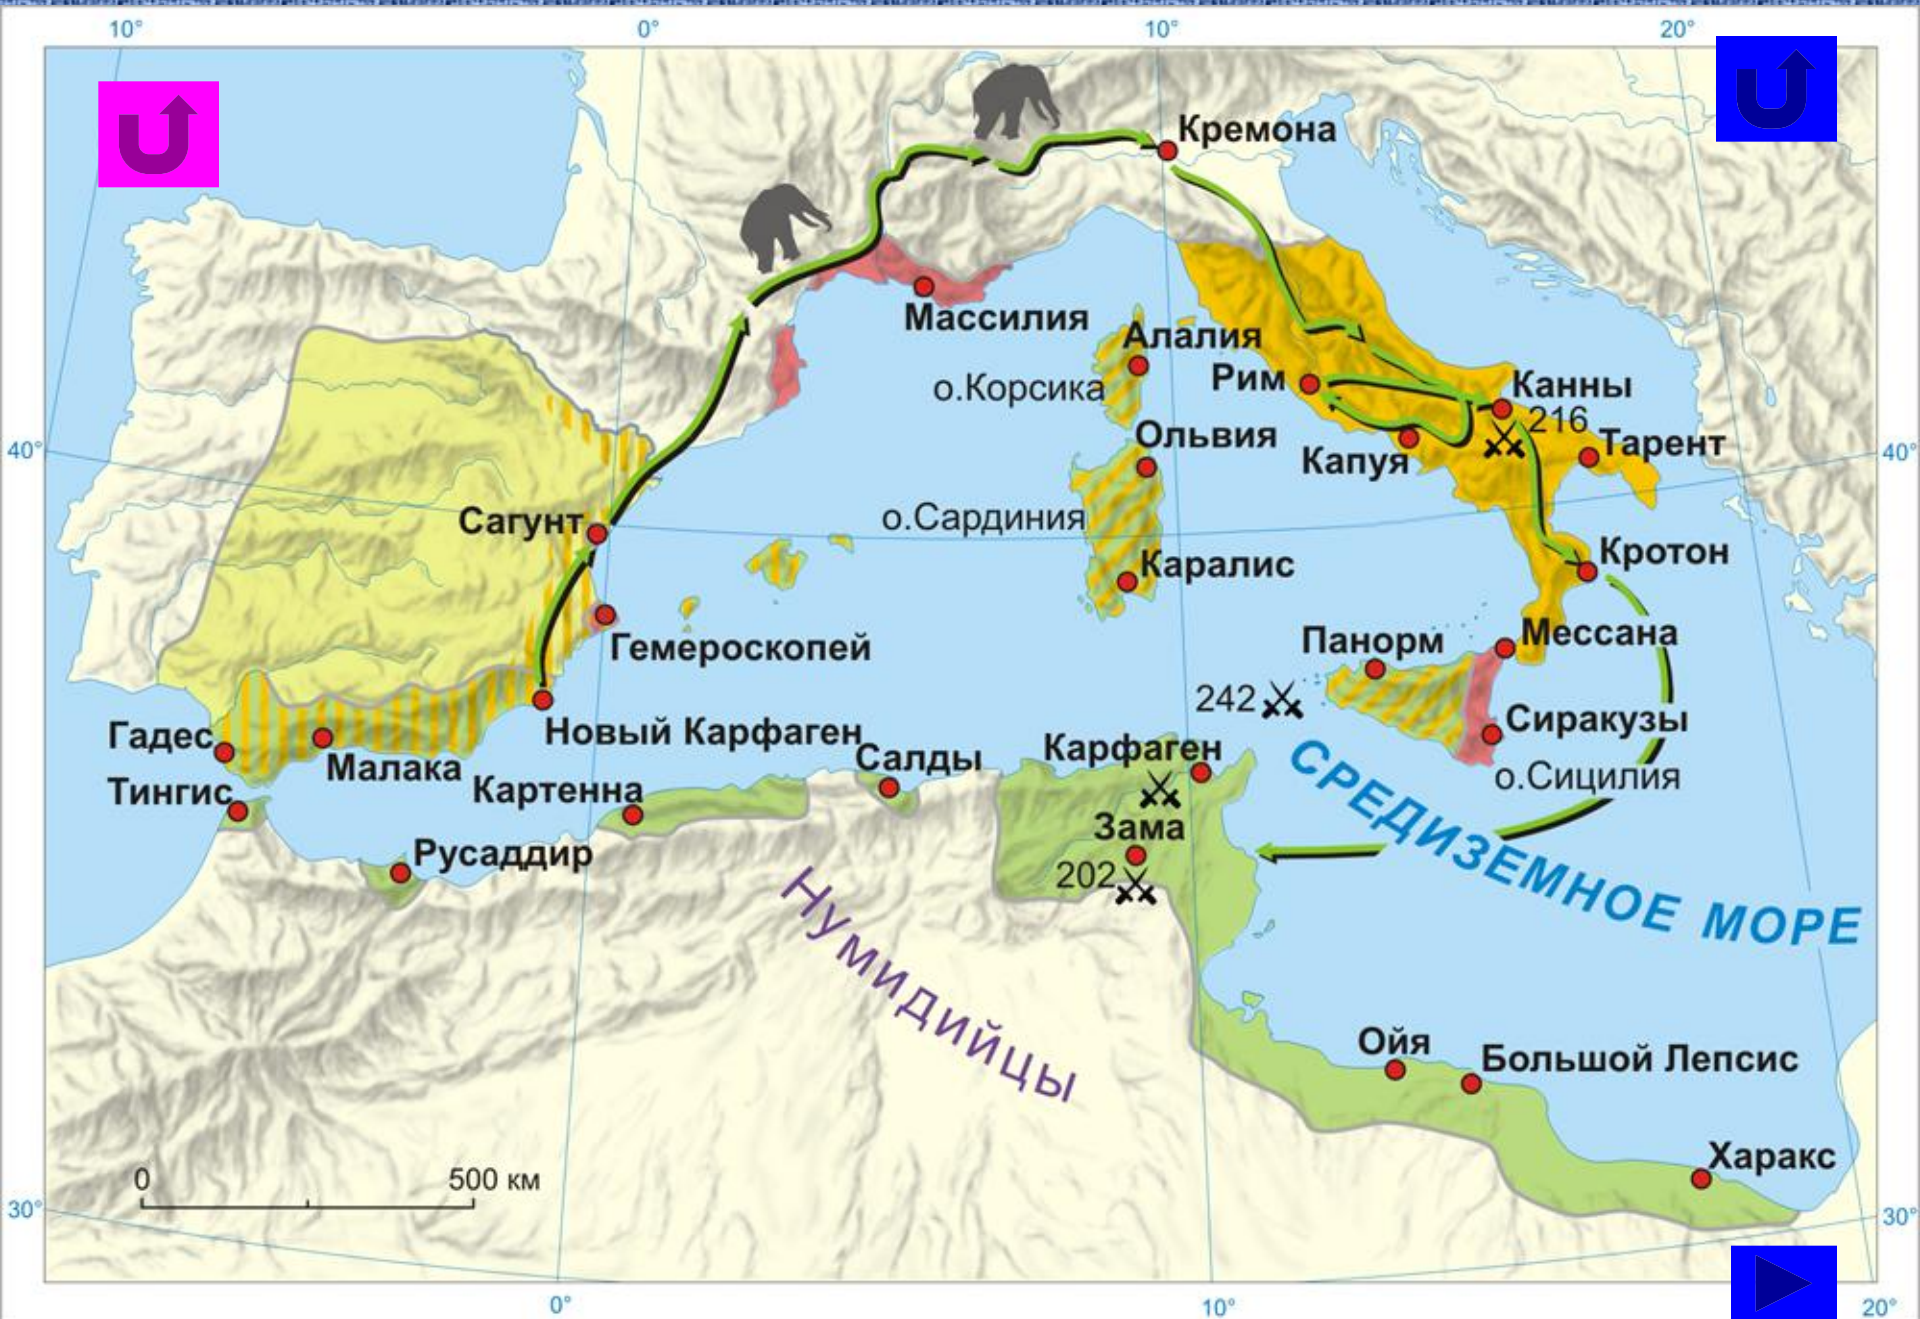 10°
0°
10°
20°
Кремона
Массилия
Алалия
о.Корсика
Рим
Канны
216
40°
Ольвия
Капуя
Тарент
40°
Сагунт
о.Сардиния
Каралис
Кротон
Гемероскопей
Панорм
Мессана
242
Гадес
Новый Карфаген
Сиракузы
Малака
Салды
Карфаген
о.Сицилия
Тингис
Картенна
Зама
СРЕДИЗЕМНОЕ МОРЕ
Русаддир
202
Нумидийцы
Ойя
Большой Лепсис
Харакс
0
500 км
30°
30°
0°
10°
20°